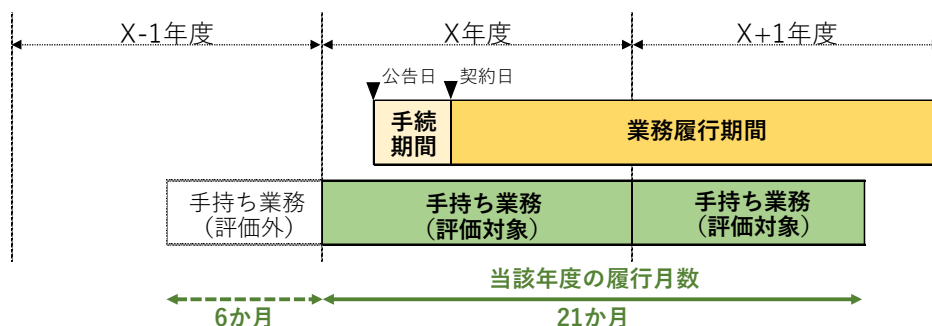 X-1年度
X年度
X+1年度
公告日
契約日
手続
期間
業務履行期間
手持ち業務
（評価外）
手持ち業務
（評価対象）
手持ち業務
（評価対象）
当該年度の履行月数
6か月
21か月